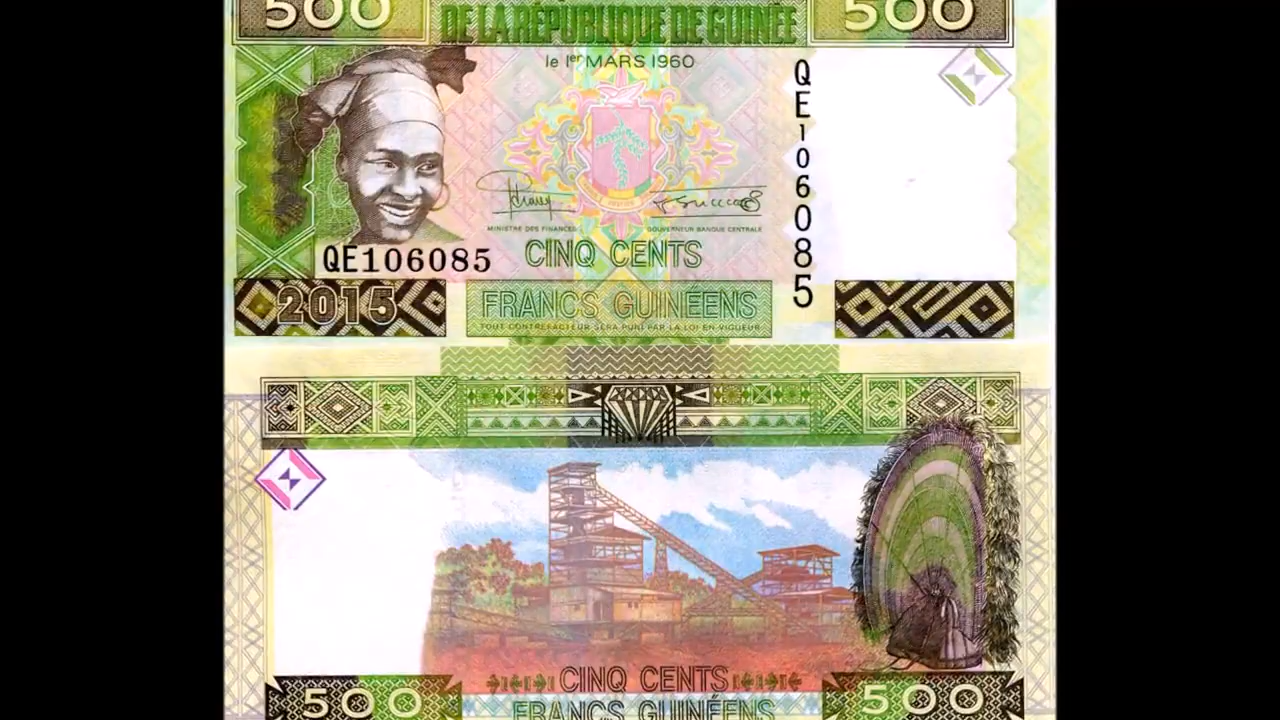 500 500
DE LA RÉPUBLIQUE DE GUINÉE
le 1er MARS 1960
QE106085
MINISTRE DES FINANCES GOUVERNEUR BANQUE CENTRALE
CINQ CENTS
QE106085
2015
FRANCS GUINÉENS
TOUT CONTREFACTEUR SERA PUNI PAR LA LOI EN VIGUEUR
CINQ CENTS
500 500
FRANCS GUINÉENS